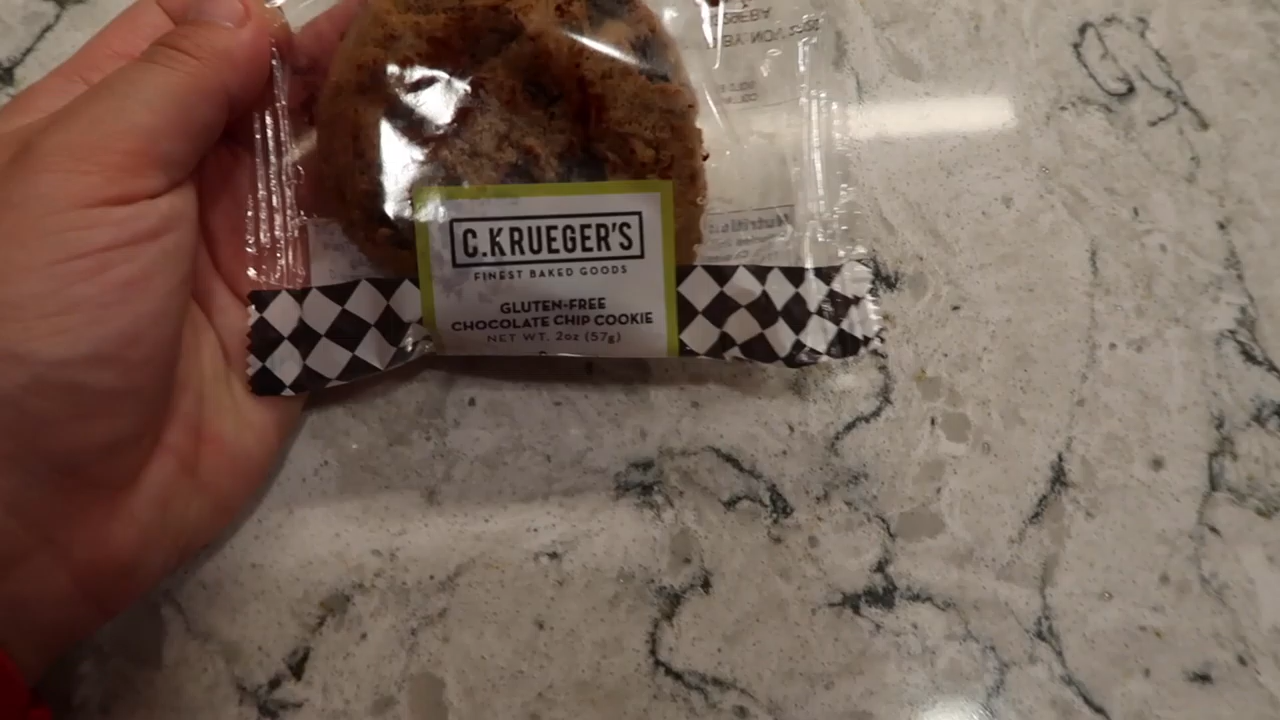 C.KRUEGER'S
FINEST BAKED GOODS
GLUTEN-FREE
CHOCOLATE CHIP COOKIE
NET WT. 2oz (57g)